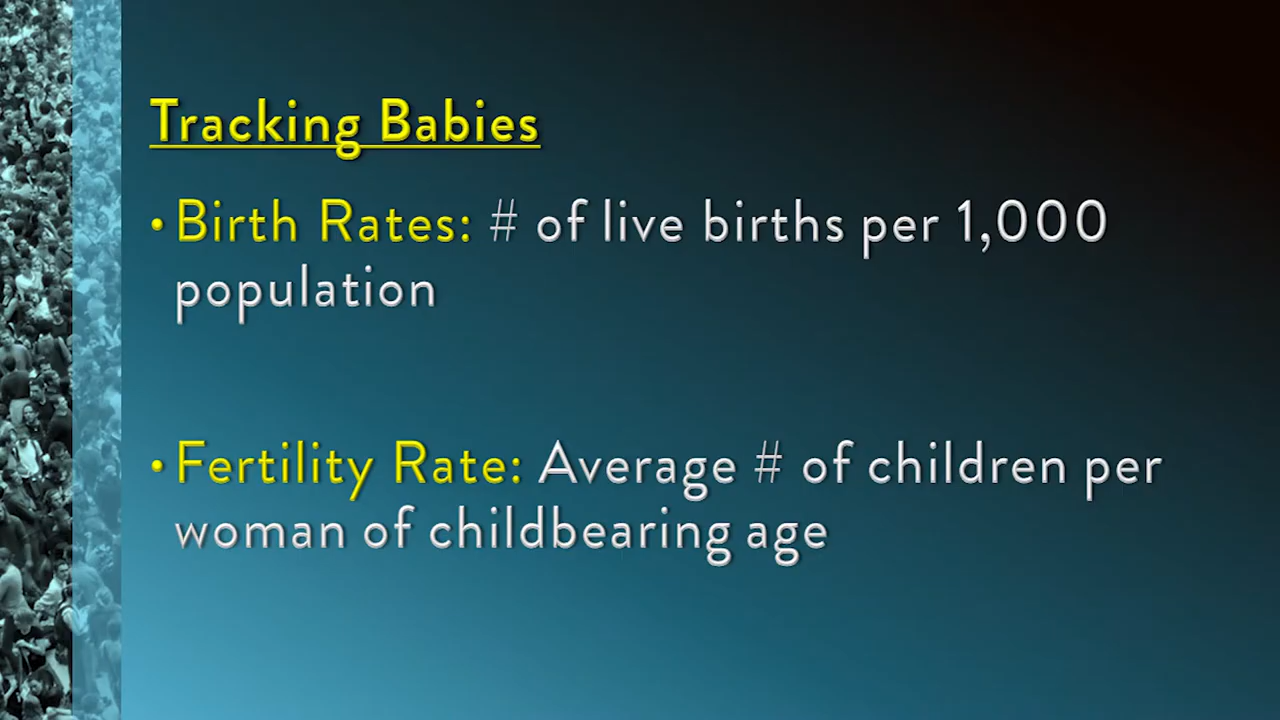 Tracking Babies
• Birth Rates: # of live births per 1,000
population
• Fertility Rate: Average # of children per
woman of childbearing age